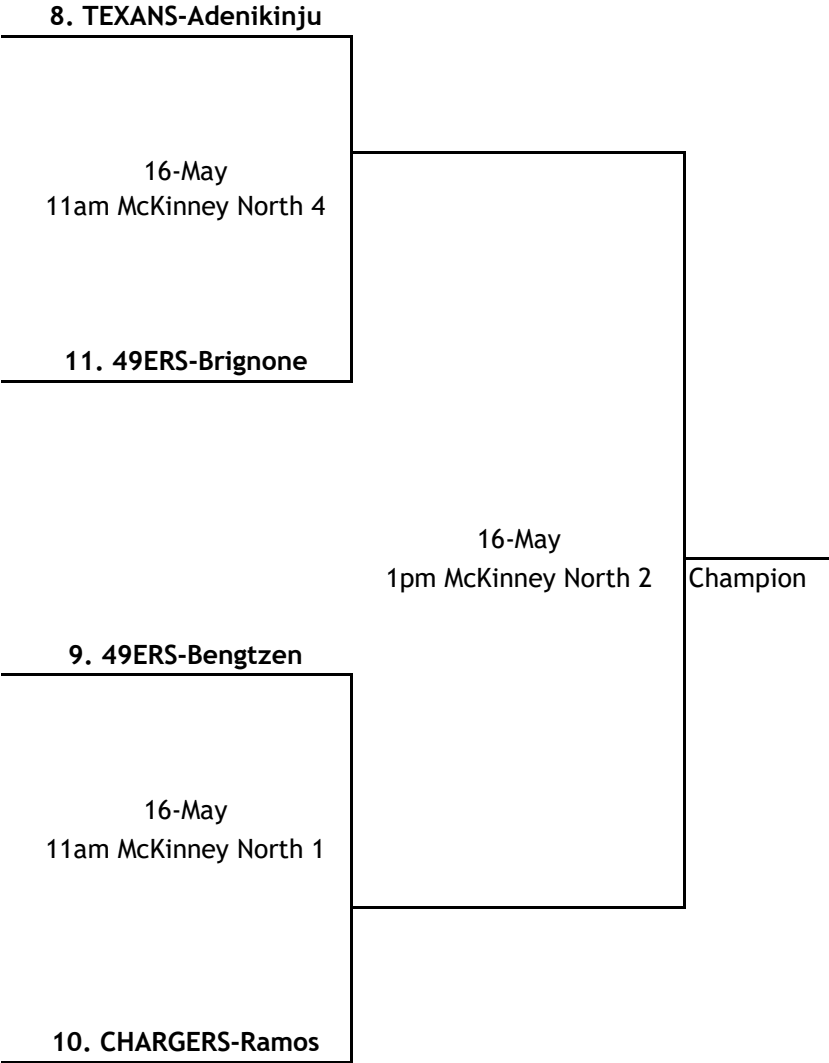 8. TEXANS-Adenikinju
16-May
11am McKinney North 4
11. 49ERS-Brignone
16-May
1pm McKinney North 2
Champion
9. 49ERS-Bengtzen
16-May
11am McKinney North 1
10. CHARGERS-Ramos